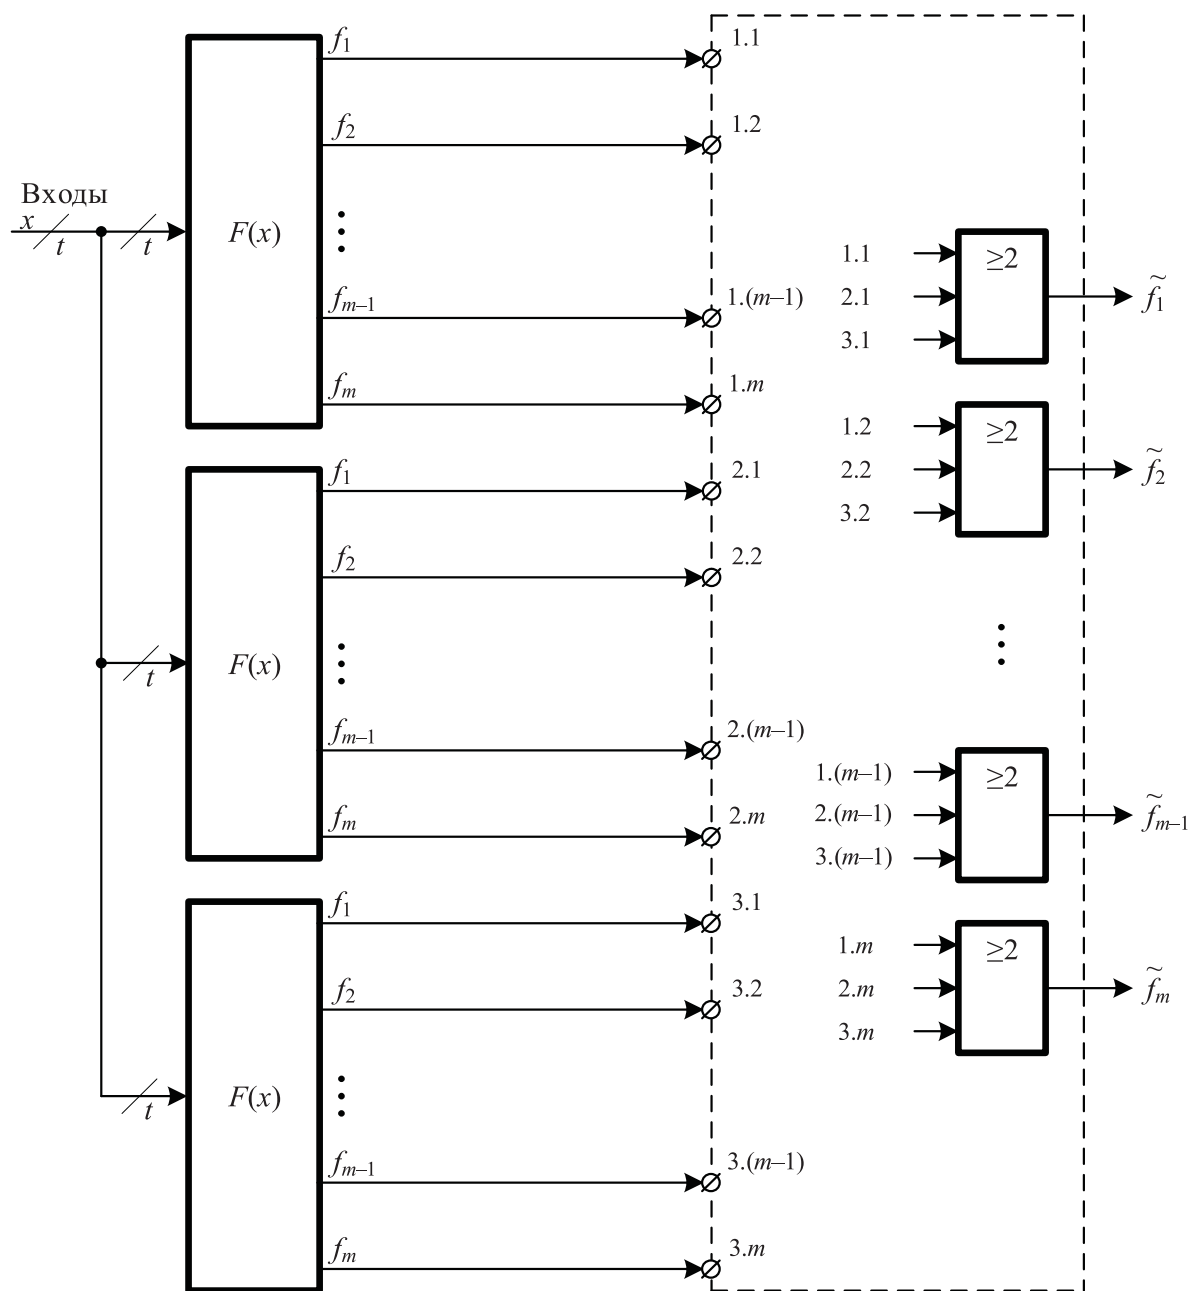 f₁
1.1
f₂
1.2
Входы
x
t
t
F(x)
fₘ₋₁
1.(m–1)
fₘ
1.m
1.1
2.1
3.1
≥2
f̃₁
1.2
2.2
3.2
≥2
f̃₂
f₁
2.1
f₂
2.2
t
F(x)
fₘ₋₁
2.(m–1)
fₘ
2.m
1.(m–1)
2.(m–1)
3.(m–1)
≥2
f̃ₘ₋₁
f₁
3.1
f₂
3.2
1.m
2.m
3.m
≥2
f̃ₘ
t
F(x)
fₘ₋₁
3.(m–1)
fₘ
3.m